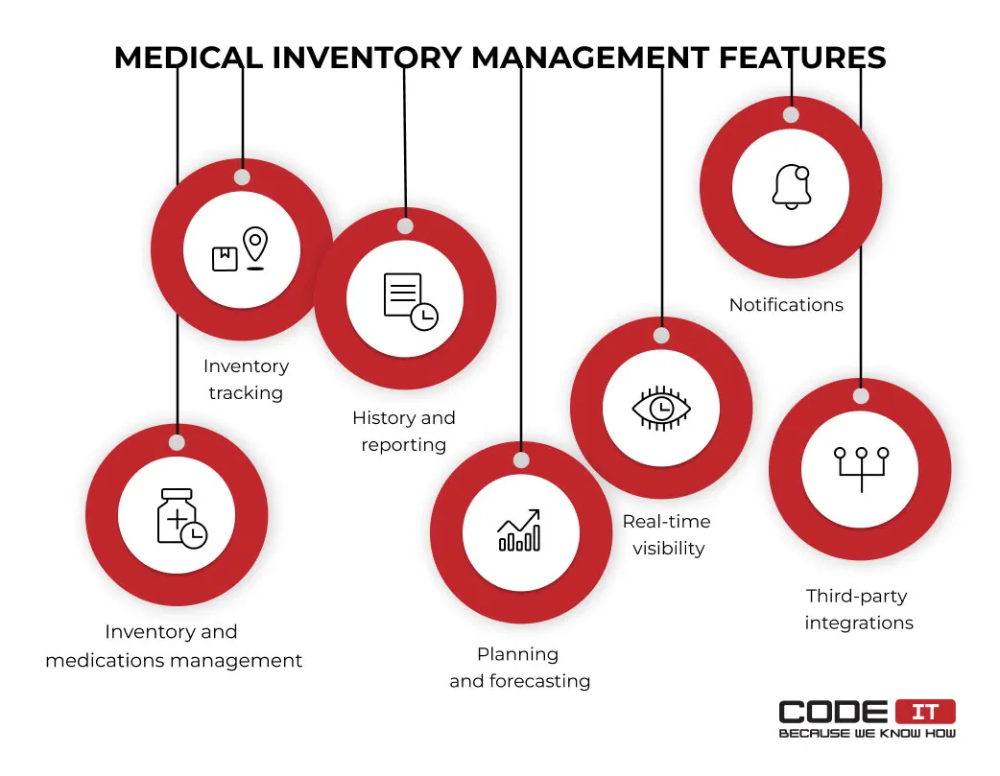 MEDICAL INVENTORY MANAGEMENT FEATURES
Inventory
tracking
History and
reporting
Notifications
Inventory and
medications management
Planning
and forecasting
Real-time
visibility
Third-party
integrations
CODE IT
BECAUSE WE KNOW HOW